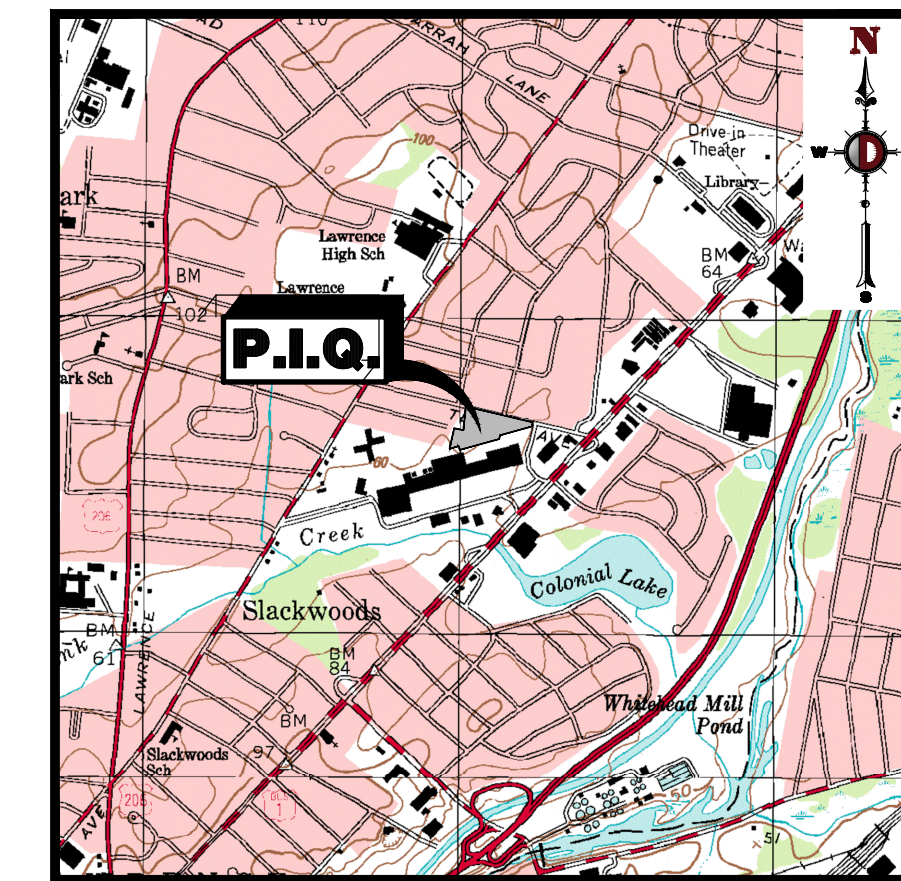 110
ARRAH
LANE
N
100
Drive-in
Theater
W
D
Library
ark
Lawrence
High Sch
BM
64
S
BM
102
Lawrence
P.I.Q.
ark Sch
AVE
60
206
Creek
Colonial Lake
Slackwoods
BM
61
LAWRENCE
BM
84
Whitehead Mill
Pond
BM
97
Slackwoods
Sch
206
1
50
AVE
51